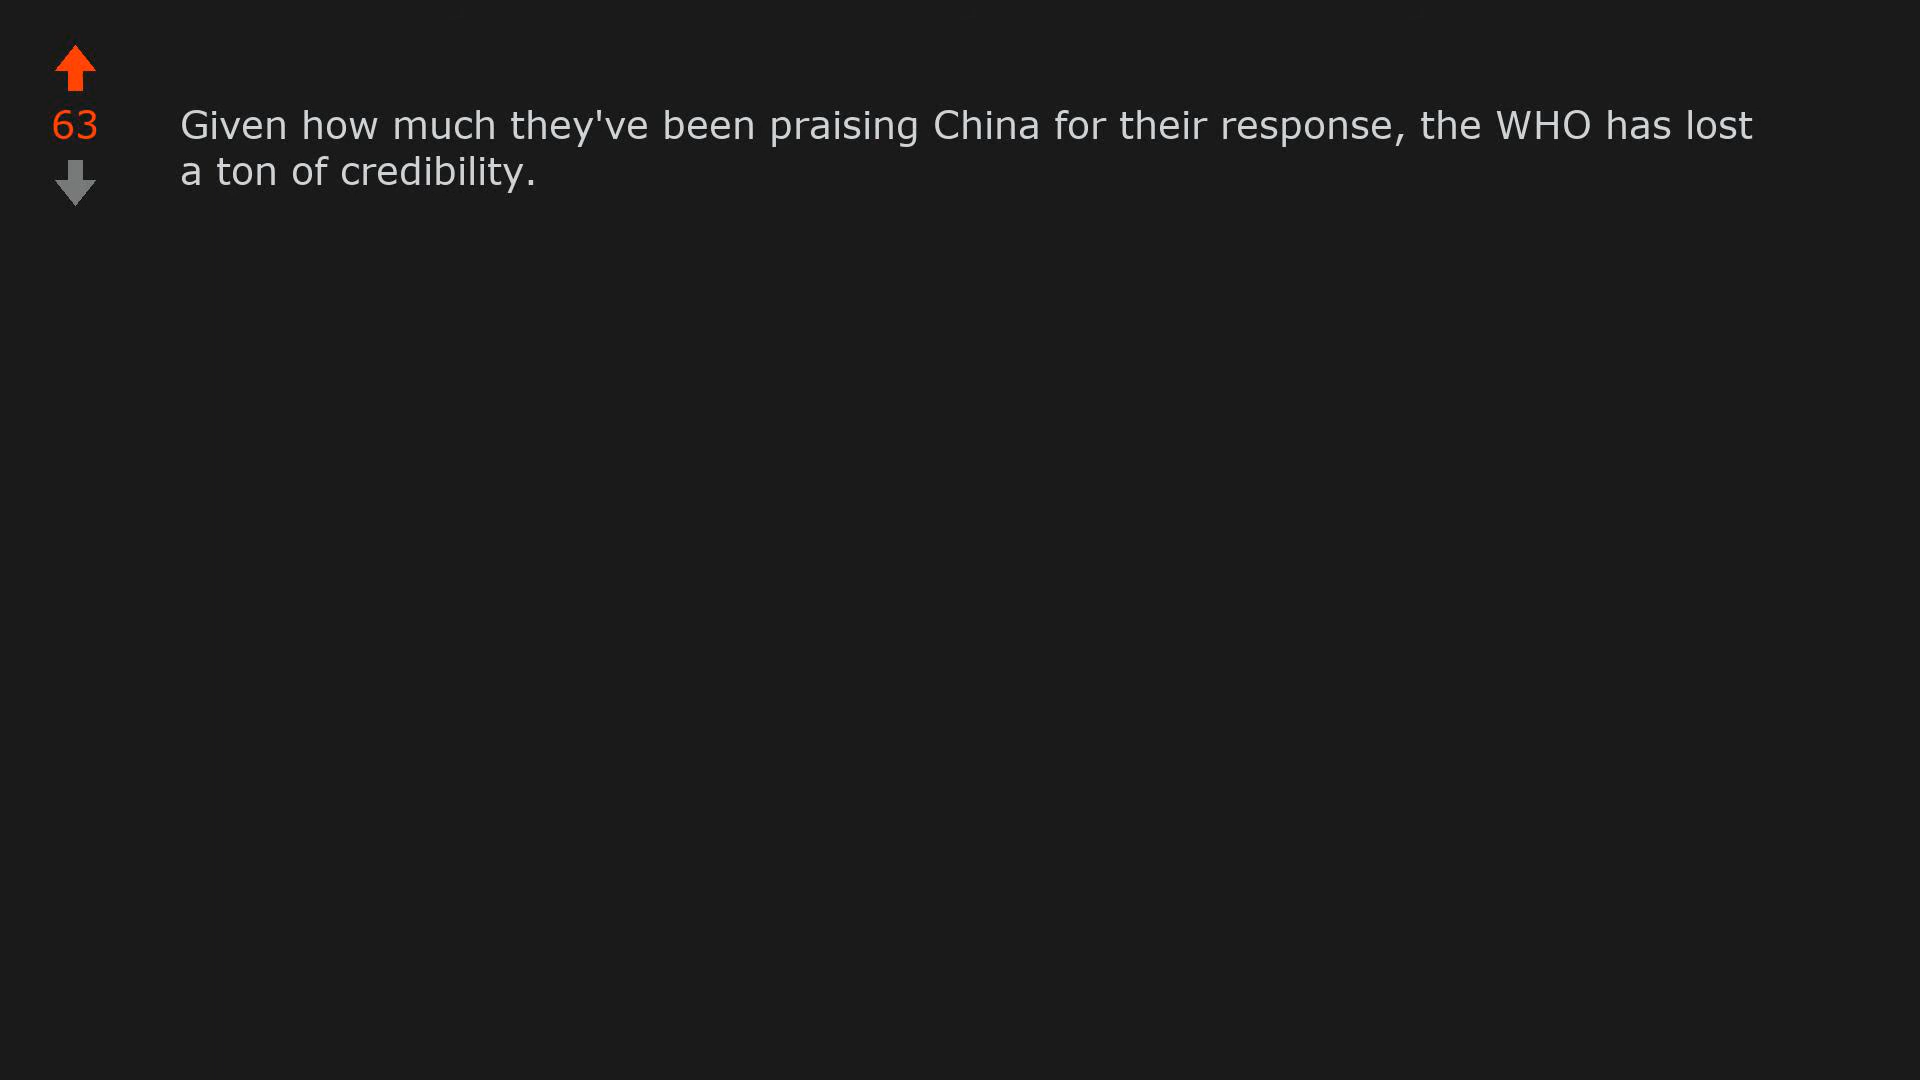 63
Given how much they've been praising China for their response, the WHO has lost
a ton of credibility.